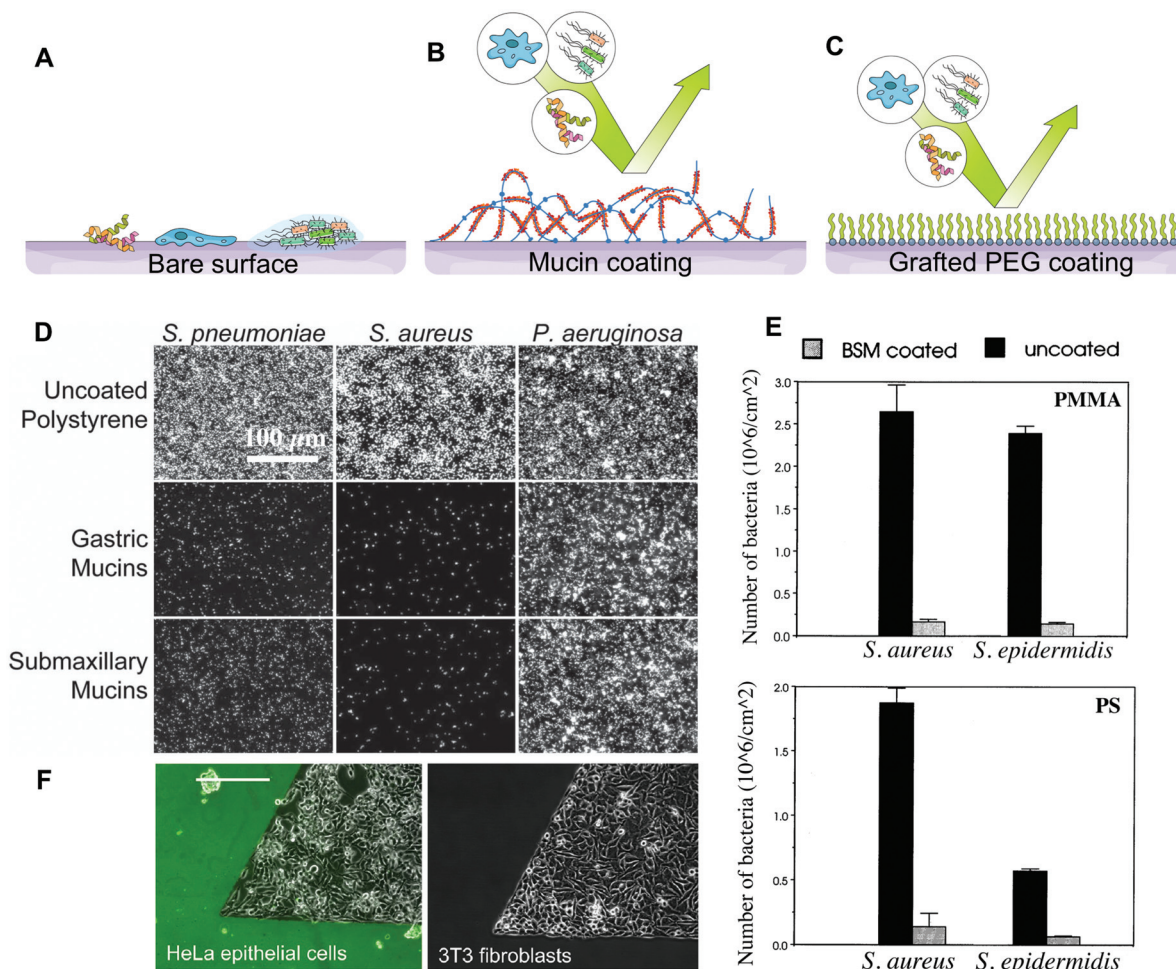 A
B
C
Bare surface
Mucin coating
Grafted PEG coating
D
S. pneumoniae
S. aureus
P. aeruginosa
Uncoated
Polystyrene
100 µm
Gastric
Mucins
Submaxillary
Mucins
E
BSM coated
uncoated
Number of bacteria (10^6/cm^2)
3.0
2.5
2.0
1.5
1.0
0.5
0.0
PMMA
S. aureus
S. epidermidis
Number of bacteria (10^6/cm^2)
2.0
1.5
1.0
0.5
0.0
PS
S. aureus
S. epidermidis
F
HeLa epithelial cells
3T3 fibroblasts